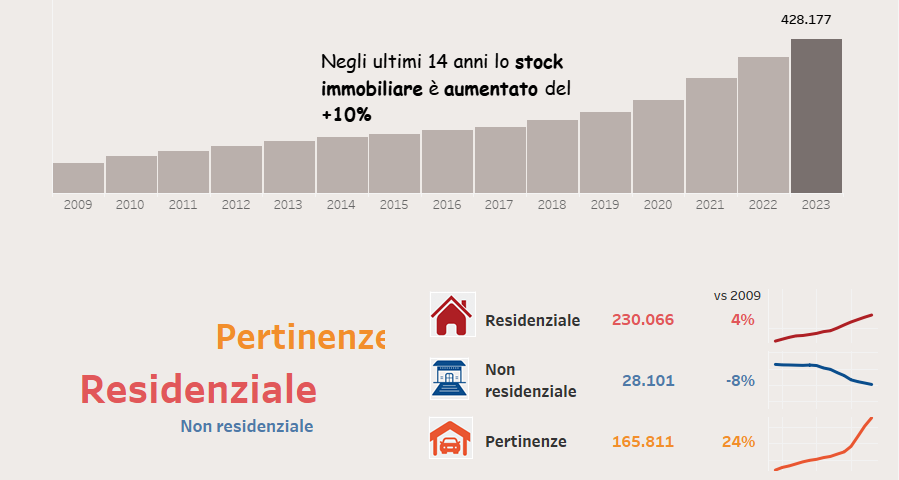 428.177
Negli ultimi 14 anni lo stock
immobiliare è aumentato del
+10%
2009 2010 2011 2012 2013 2014 2015 2016 2017 2018 2019 2020 2021 2022 2023
vs 2009
Pertinenze
Residenziale
Non residenziale
Residenziale 230.066 4%
Non
residenziale 28.101 -8%
Pertinenze 165.811 24%